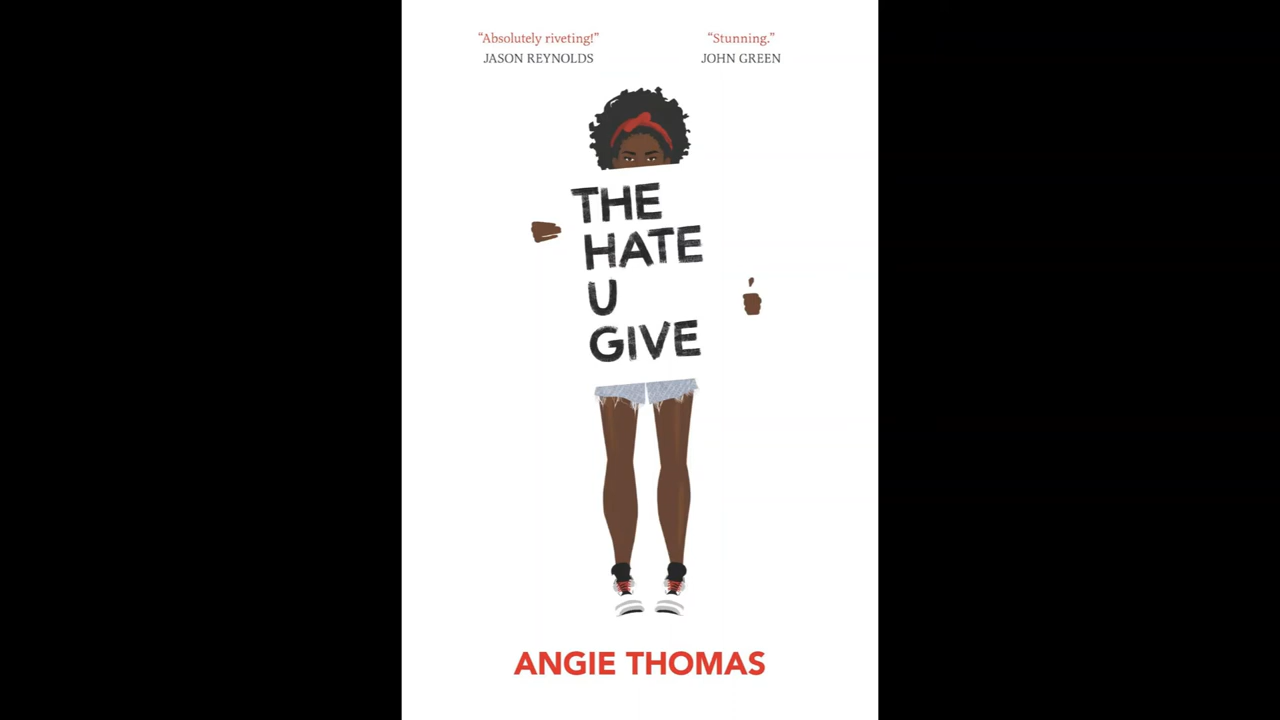 “Absolutely riveting!”
JASON REYNOLDS
“Stunning.”
JOHN GREEN
THE
HATE
U
GIVE
ANGIE THOMAS